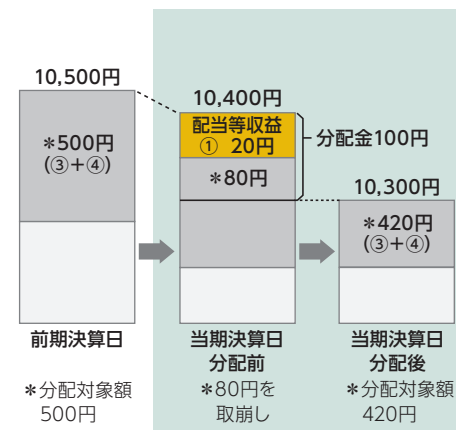 10,500円
＊500円
(③＋④)
前期決算日
＊分配対象額
500円
10,400円
配当等収益
① 20円
＊80円
分配金100円
当期決算日
分配前
＊80円を
取崩し
10,300円
＊420円
(③＋④)
当期決算日
分配後
＊分配対象額
420円